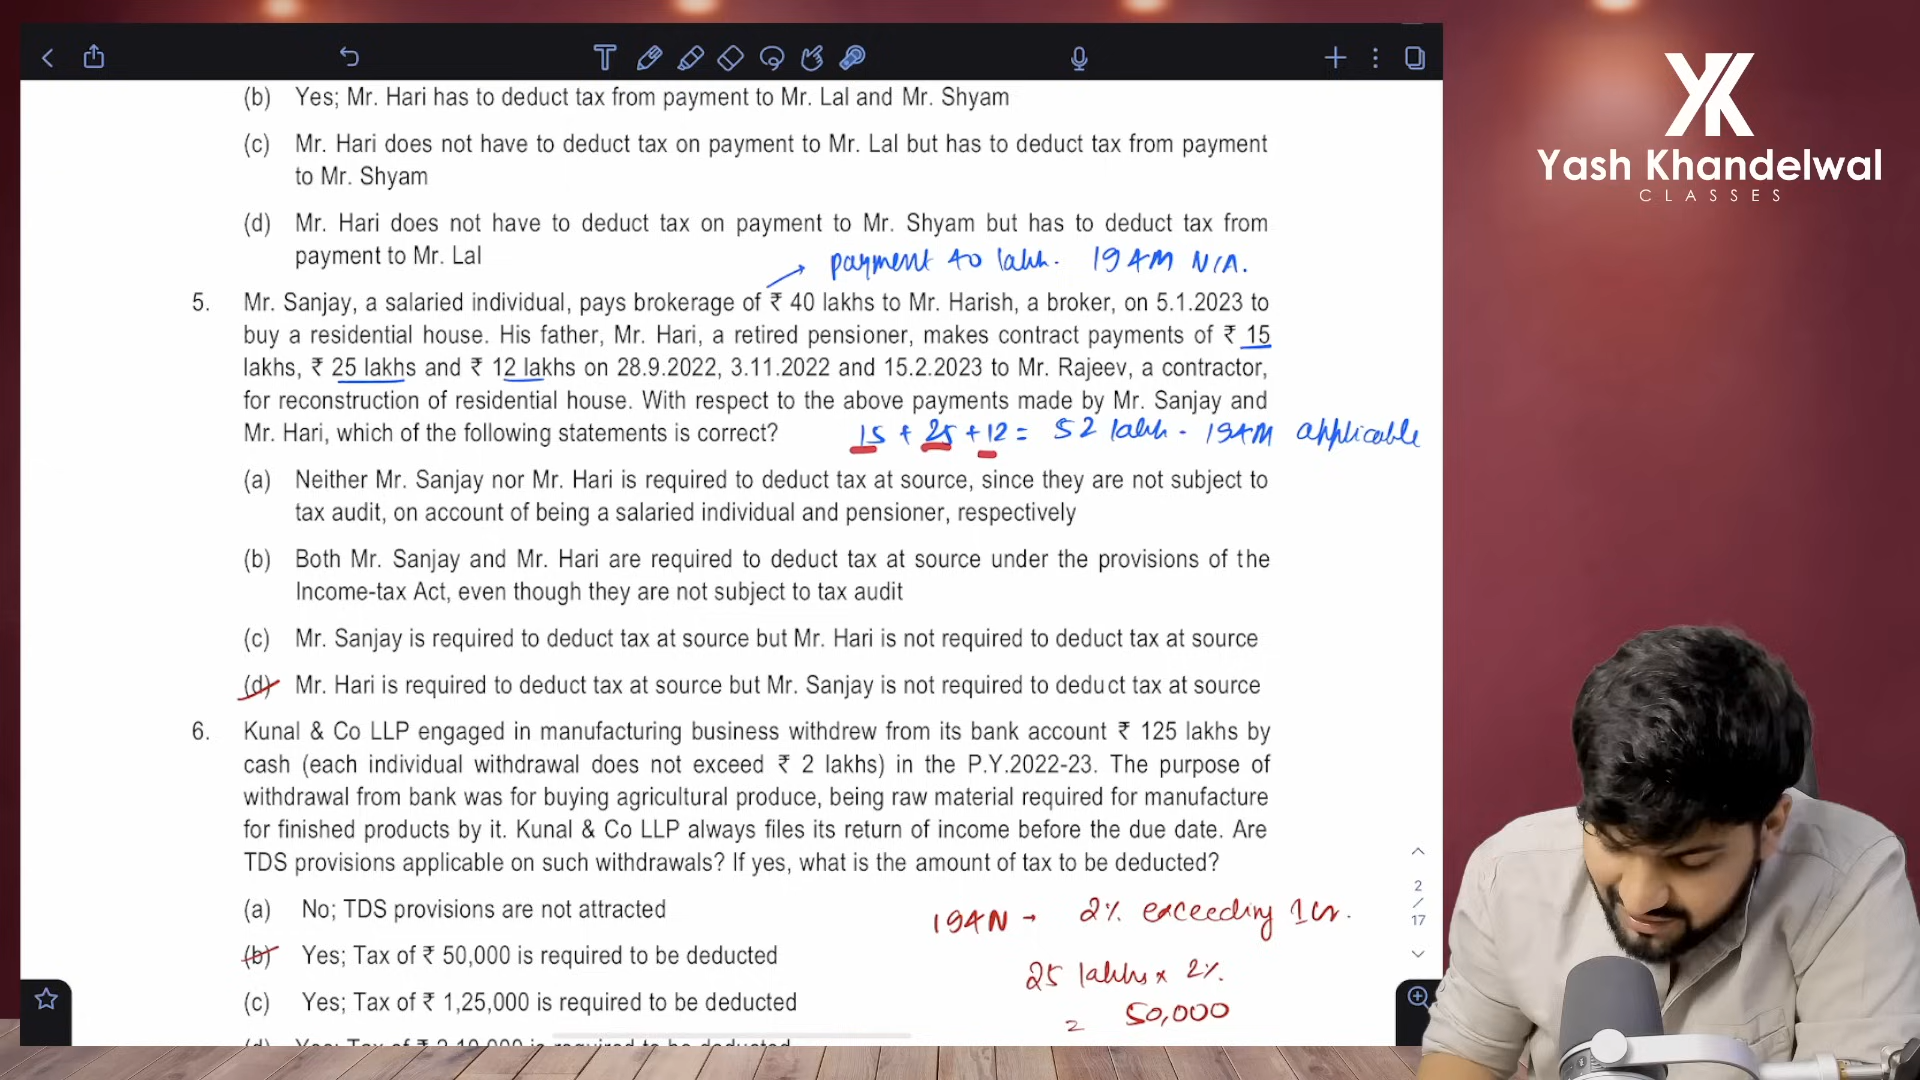 (b) Yes; Mr. Hari has to deduct tax from payment to Mr. Lal and Mr. Shyam
(c) Mr. Hari does not have to deduct tax on payment to Mr. Lal but has to deduct tax from payment
to Mr. Shyam
(d) Mr. Hari does not have to deduct tax on payment to Mr. Shyam but has to deduct tax from
payment to Mr. Lal
payment 40 lakh. 194M N/A.
5. Mr. Sanjay, a salaried individual, pays brokerage of ₹ 40 lakhs to Mr. Harish, a broker, on 5.1.2023 to
buy a residential house. His father, Mr. Hari, a retired pensioner, makes contract payments of ₹ 15
lakhs, ₹ 25 lakhs and ₹ 12 lakhs on 28.9.2022, 3.11.2022 and 15.2.2023 to Mr. Rajeev, a contractor,
for reconstruction of residential house. With respect to the above payments made by Mr. Sanjay and
Mr. Hari, which of the following statements is correct?
15 + 25 + 12 = 52 lakh - 194M applicable
(a) Neither Mr. Sanjay nor Mr. Hari is required to deduct tax at source, since they are not subject to
tax audit, on account of being a salaried individual and pensioner, respectively
(b) Both Mr. Sanjay and Mr. Hari are required to deduct tax at source under the provisions of the
Income-tax Act, even though they are not subject to tax audit
(c) Mr. Sanjay is required to deduct tax at source but Mr. Hari is not required to deduct tax at source
(d) Mr. Hari is required to deduct tax at source but Mr. Sanjay is not required to deduct tax at source
6. Kunal & Co LLP engaged in manufacturing business withdrew from its bank account ₹ 125 lakhs by
cash (each individual withdrawal does not exceed ₹ 2 lakhs) in the P.Y.2022-23. The purpose of
withdrawal from bank was for buying agricultural produce, being raw material required for manufacture
for finished products by it. Kunal & Co LLP always files its return of income before the due date. Are
TDS provisions applicable on such withdrawals? If yes, what is the amount of tax to be deducted?
(a) No; TDS provisions are not attracted
194N → 2% exceeding 1 cr.
(b) Yes; Tax of ₹ 50,000 is required to be deducted
25 lakhs x 2%
(c) Yes; Tax of ₹ 1,25,000 is required to be deducted
= 50,000
2
/
17
YK
Yash Khandelwal
CLASSES